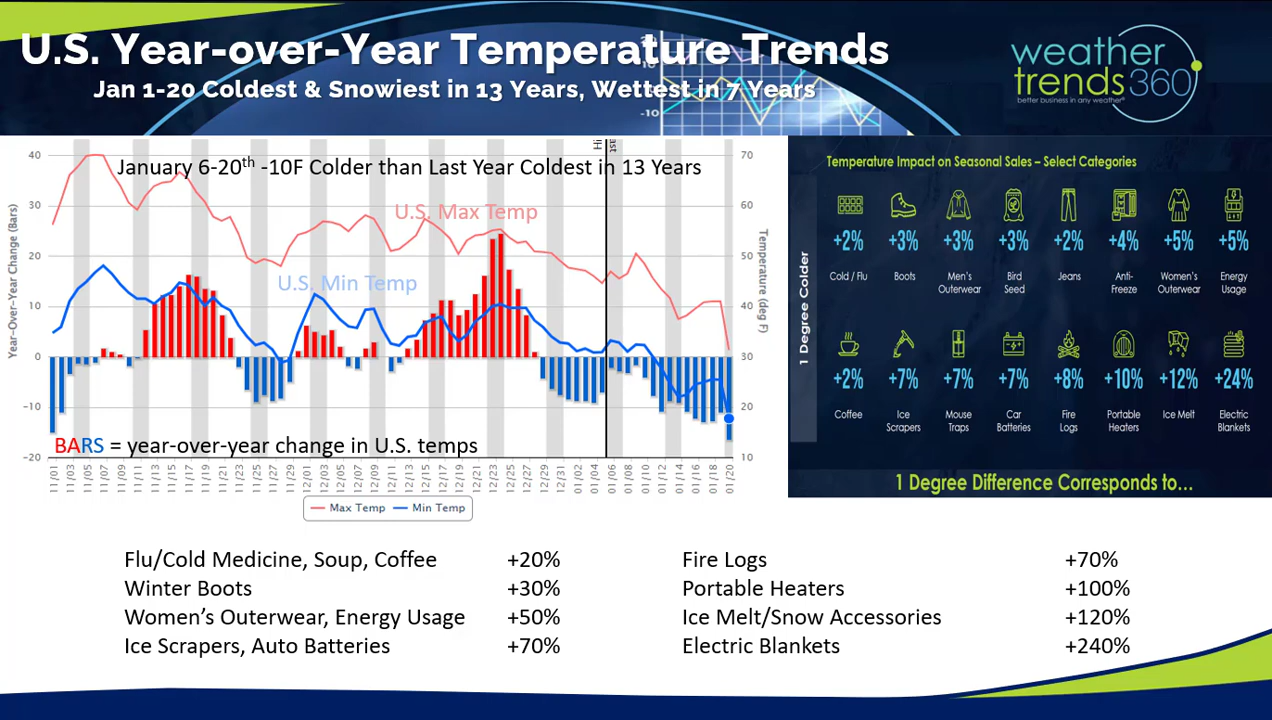 U.S. Year-over-Year Temperature Trends
Jan 1-20 Coldest & Snowiest in 13 Years, Wettest in 7 Years
-10
weather
trends360
better business in any weather®
January 6-20th -10F Colder than Last Year Coldest in 13 Years
U.S. Max Temp
U.S. Min Temp
BARS = year-over-year change in U.S. temps
Year-Over-Year Change (Bars)
40
30
20
10
0
-10
-20
Temperature (deg F)
70
60
50
40
30
20
10
11/01 11/03 11/05 11/07 11/09 11/11 11/13 11/15 11/17 11/19 11/21 11/23 11/25 11/27 11/29 12/01 12/03 12/05 12/07 12/09 12/11 12/13 12/15 12/17 12/19 12/21 12/23 12/25 12/27 12/29 12/31 01/02 01/04 01/06 01/08 01/10 01/12 01/14 01/16 01/18 01/20
Max Temp Min Temp
Temperature Impact on Seasonal Sales – Select Categories
1 Degree Colder
+2% +3% +3% +3% +2% +4% +5% +5%
Cold / Flu Boots Men's Outerwear Bird Seed Jeans Anti-Freeze Women's Outerwear Energy Usage
+2% +7% +7% +7% +8% +10% +12% +24%
Coffee Ice Scrapers Mouse Traps Car Batteries Fire Logs Portable Heaters Ice Melt Electric Blankets
1 Degree Difference Corresponds to...
Flu/Cold Medicine, Soup, Coffee +20%
Winter Boots +30%
Women's Outerwear, Energy Usage +50%
Ice Scrapers, Auto Batteries +70%
Fire Logs +70%
Portable Heaters +100%
Ice Melt/Snow Accessories +120%
Electric Blankets +240%